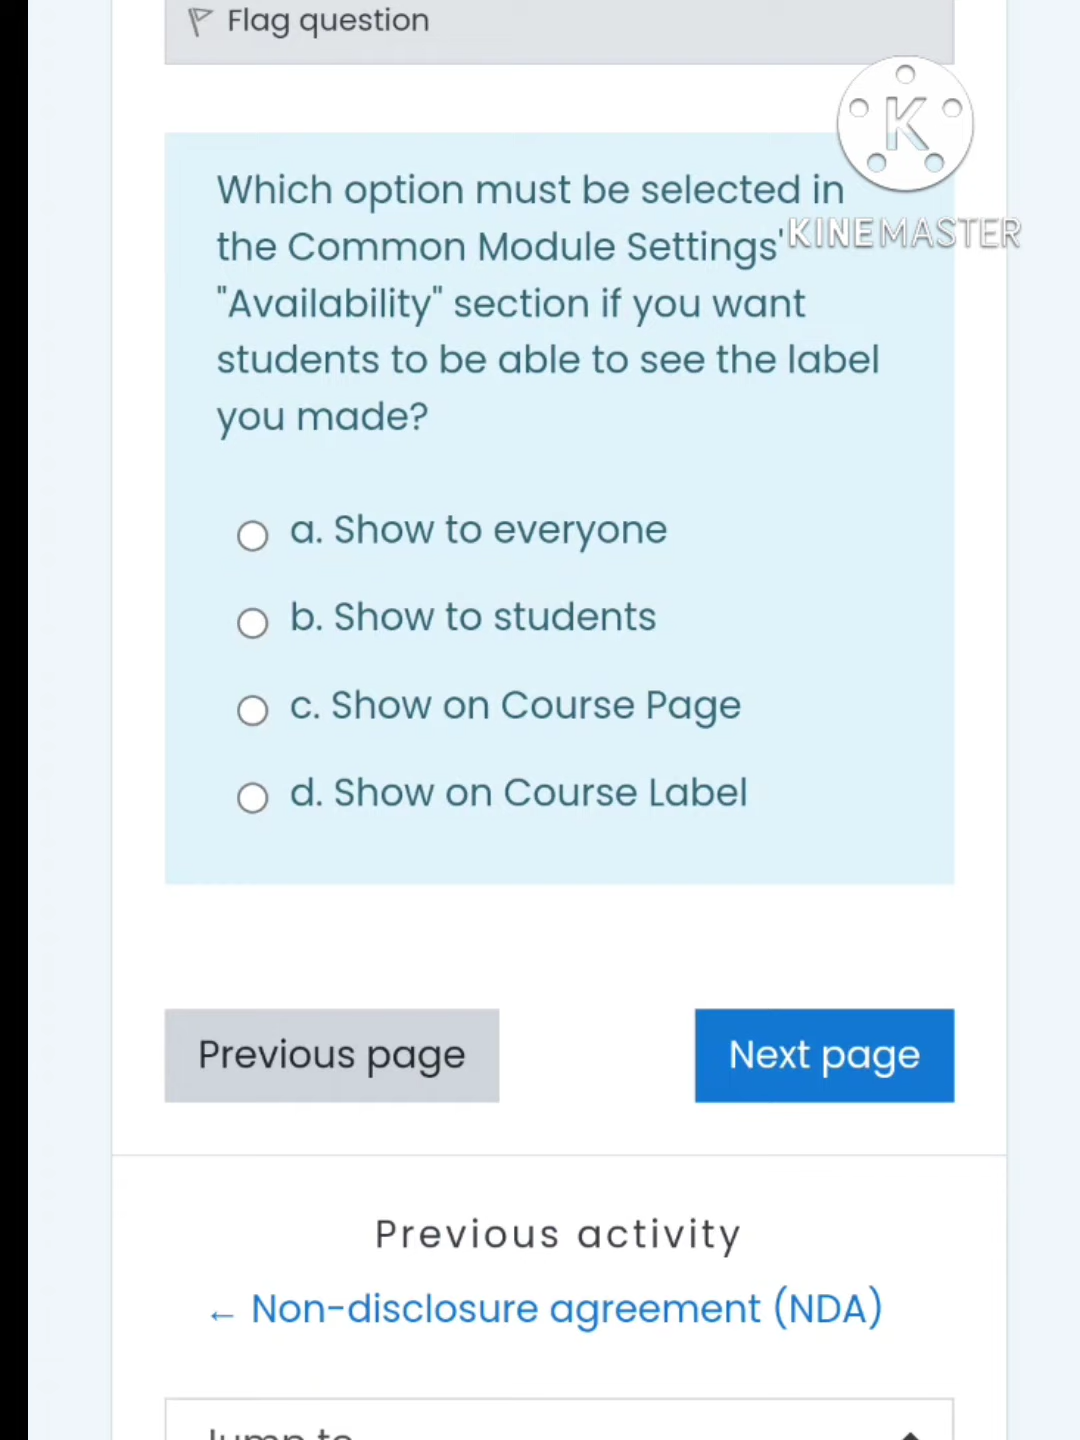 Flag question
K
KINEMASTER
Which option must be selected in
the Common Module Settings'
"Availability" section if you want
students to be able to see the label
you made?
a. Show to everyone
b. Show to students
c. Show on Course Page
d. Show on Course Label
Previous page
Next page
Previous activity
← Non-disclosure agreement (NDA)
Jump to